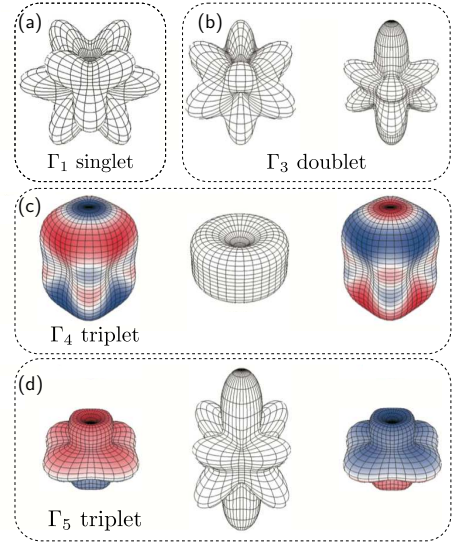 (a)
(b)
Γ₁ singlet
Γ₃ doublet
(c)
Γ₄ triplet
(d)
Γ₅ triplet